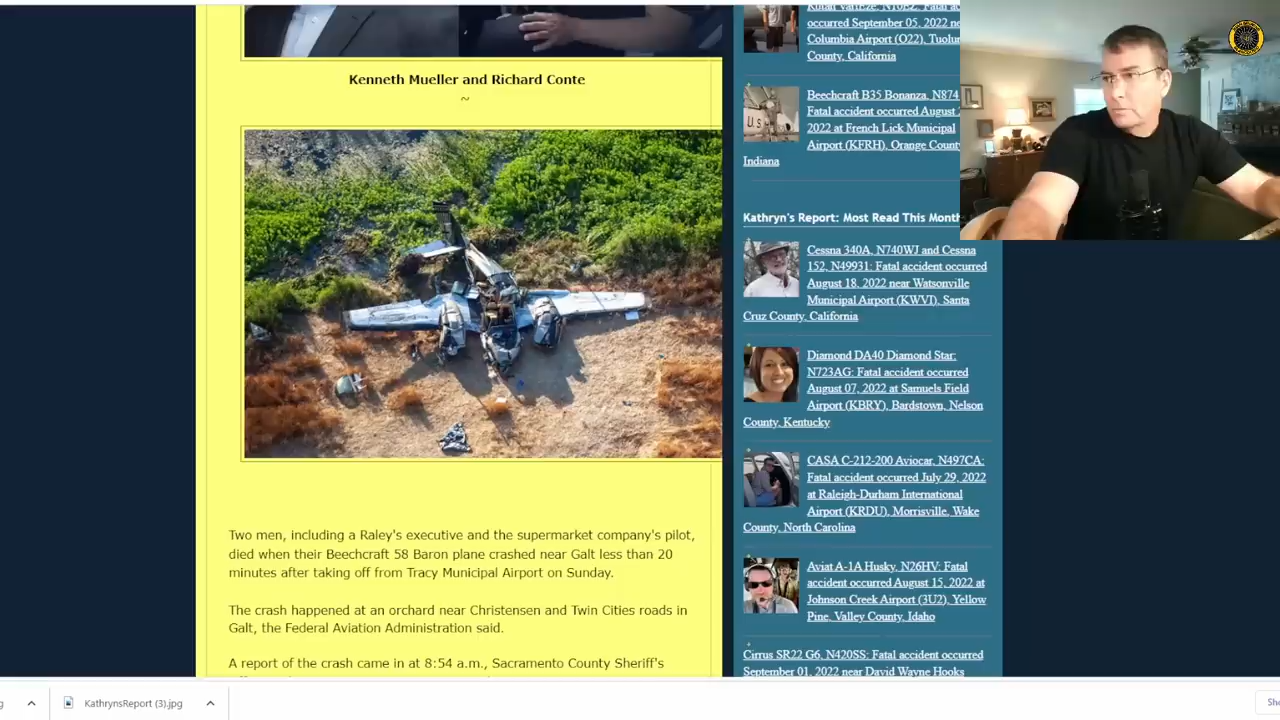 Kenneth Mueller and Richard Conte
~
Two men, including a Raley's executive and the supermarket company's pilot,
died when their Beechcraft 58 Baron plane crashed near Galt less than 20
minutes after taking off from Tracy Municipal Airport on Sunday.
The crash happened at an orchard near Christensen and Twin Cities roads in
Galt, the Federal Aviation Administration said.
A report of the crash came in at 8:54 a.m., Sacramento County Sheriff's
occurred September 05, 2022 ne
Columbia Airport (O22), Tuolu
County, California
Beechcraft B35 Bonanza, N874
Fatal accident occurred August 2
2022 at French Lick Municipal
Airport (KFRH), Orange County
Indiana
Kathryn's Report: Most Read This Month
Cessna 340A, N740WJ and Cessna
152, N49931: Fatal accident occurred
August 18, 2022 near Watsonville
Municipal Airport (KWVI), Santa
Cruz County, California
Diamond DA40 Diamond Star:
N723AG: Fatal accident occurred
August 07, 2022 at Samuels Field
Airport (KBRY), Bardstown, Nelson
County, Kentucky
CASA C-212-200 Aviocar, N497CA:
Fatal accident occurred July 29, 2022
at Raleigh-Durham International
Airport (KRDU), Morrisville, Wake
County, North Carolina
Aviat A-1A Husky, N26HV: Fatal
accident occurred August 15, 2022 at
Johnson Creek Airport (3U2), Yellow
Pine, Valley County, Idaho
Cirrus SR22 G6, N420SS: Fatal accident
occurred September 01, 2022 near David Wayne Hooks
g
KathrynsReport (3).jpg
Sho